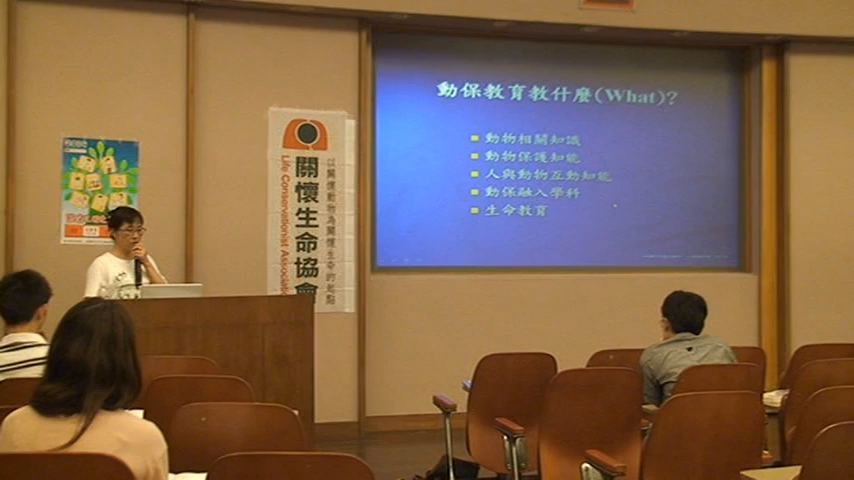 動保教育教什麼(What)?
動物相關知識
動物保護知能
人與動物互動知能
動保融入學科
生命教育
關懷生命協會
Life Conservationist Associati
以關懷動物為關懷生命的起點